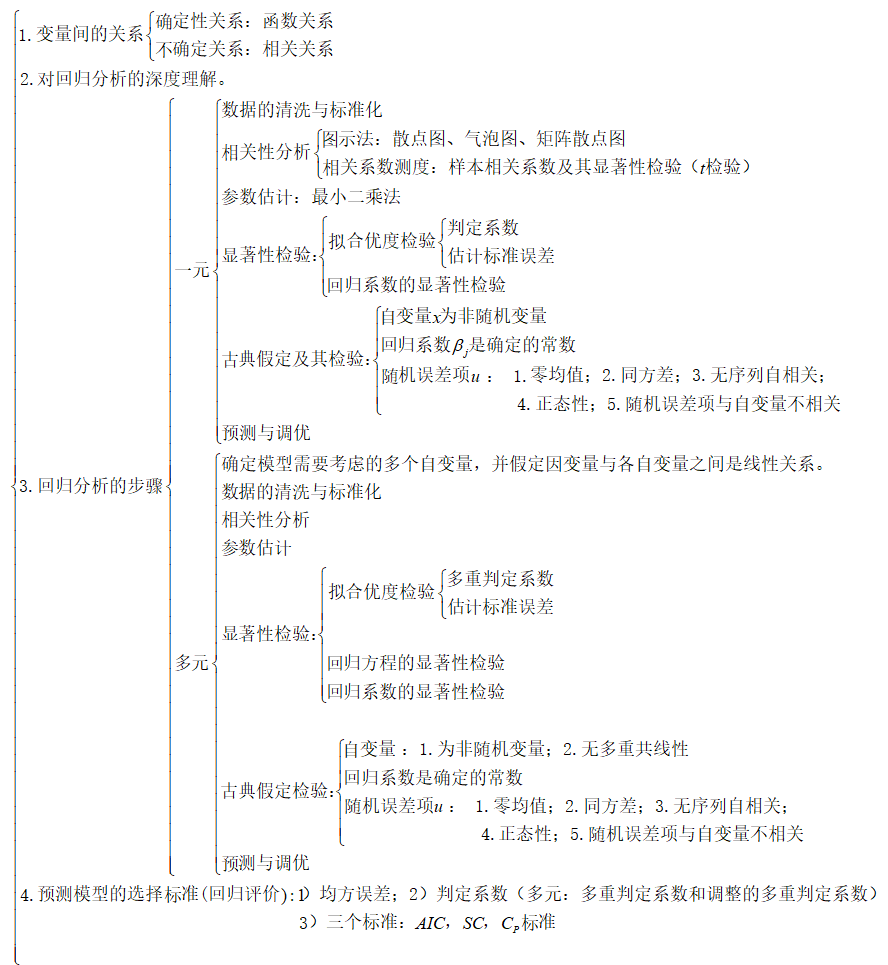 1.变量间的关系
确定性关系：函数关系
不确定关系：相关关系
2.对回归分析的深度理解。
3.回归分析的步骤
一元
数据的清洗与标准化
相关性分析
图示法：散点图、气泡图、矩阵散点图
相关系数测度：样本相关系数及其显著性检验（t检验）
参数估计：最小二乘法
显著性检验：
拟合优度检验
判定系数
估计标准误差
回归系数的显著性检验
古典假定及其检验：
自变量x为非随机变量
回归系数βj是确定的常数
随机误差项u： 1.零均值；2.同方差；3.无序列自相关；
4.正态性；5.随机误差项与自变量不相关
预测与调优
多元
确定模型需要考虑的多个自变量，并假定因变量与各自变量之间是线性关系。
数据的清洗与标准化
相关性分析
参数估计
显著性检验：
拟合优度检验
多重判定系数
估计标准误差
回归方程的显著性检验
回归系数的显著性检验
古典假定检验：
自变量：1.为非随机变量；2.无多重共线性
回归系数是确定的常数
随机误差项u： 1.零均值；2.同方差；3.无序列自相关；
4.正态性；5.随机误差项与自变量不相关
预测与调优
4.预测模型的选择标准(回归评价)：1）均方误差；2）判定系数（多元：多重判定系数和调整的多重判定系数）
3）三个标准：AIC，SC，CP标准